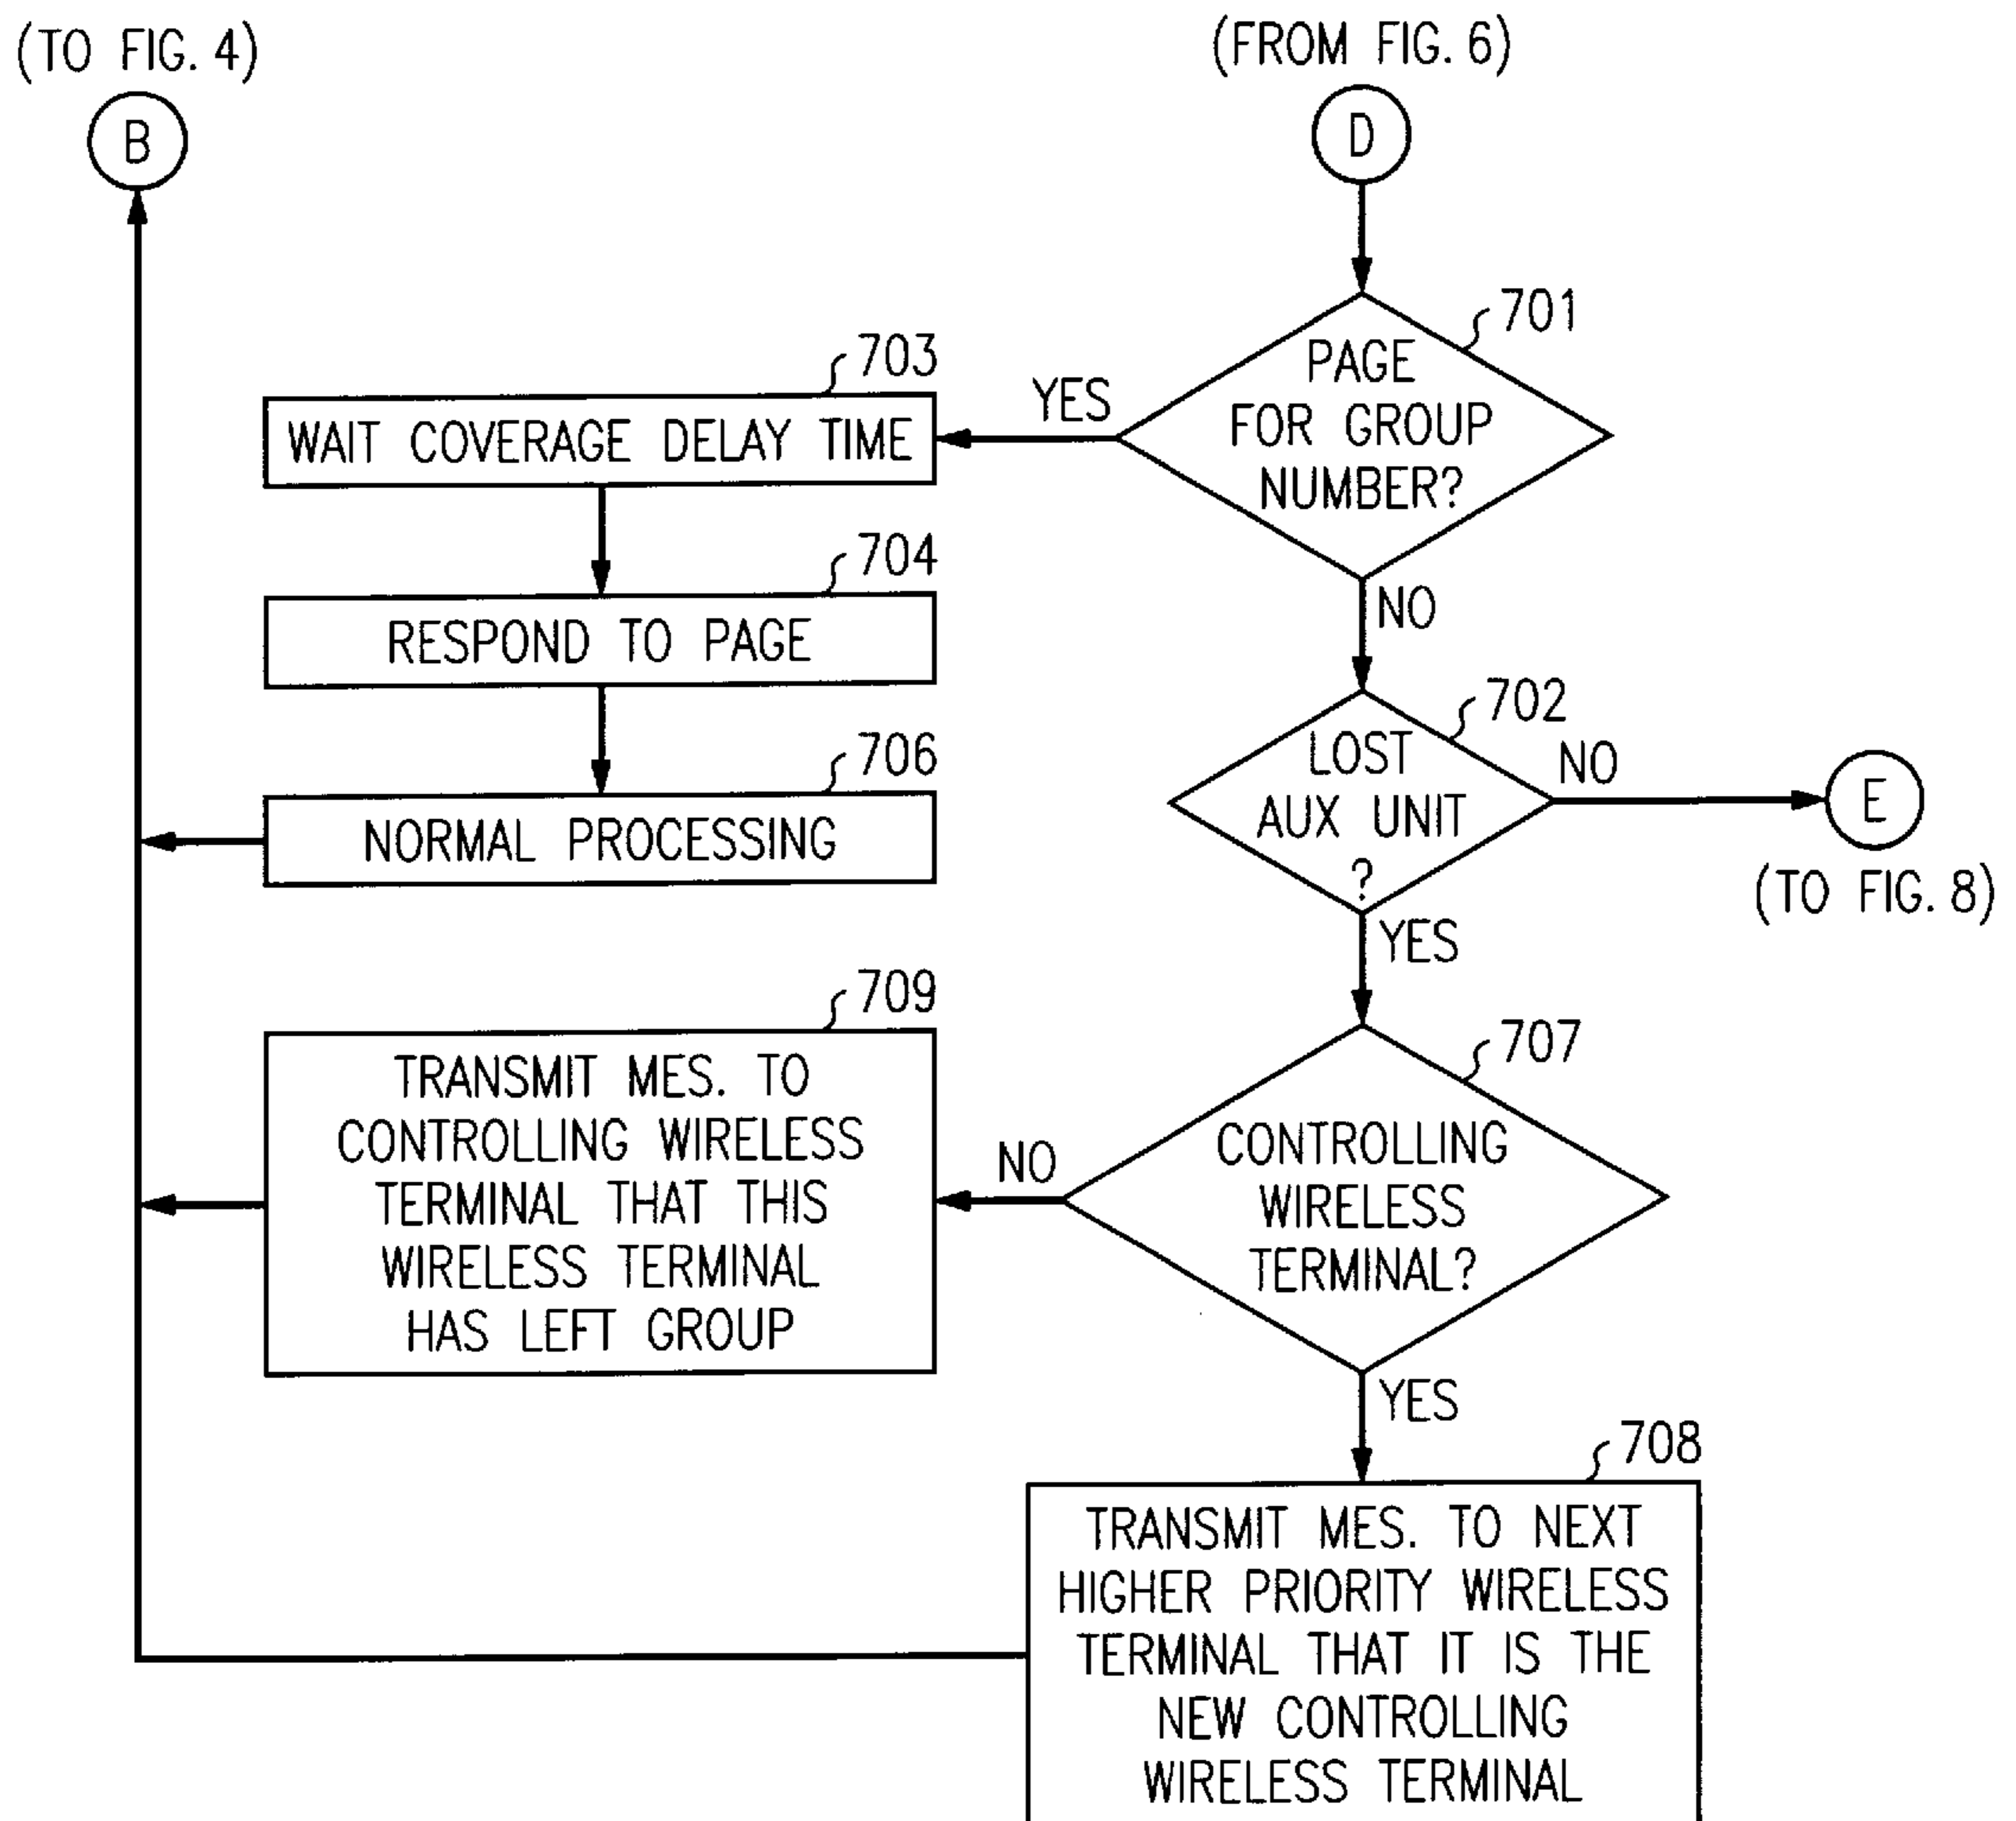 (TO FIG. 4)
B
(FROM FIG. 6)
D
701
PAGE
FOR GROUP
NUMBER?
YES
NO
703
WAIT COVERAGE DELAY TIME
704
RESPOND TO PAGE
706
NORMAL PROCESSING
702
LOST
AUX UNIT
?
NO
E
(TO FIG. 8)
YES
707
CONTROLLING
WIRELESS
TERMINAL?
NO
709
TRANSMIT MES. TO
CONTROLLING WIRELESS
TERMINAL THAT THIS
WIRELESS TERMINAL
HAS LEFT GROUP
YES
708
TRANSMIT MES. TO NEXT
HIGHER PRIORITY WIRELESS
TERMINAL THAT IT IS THE
NEW CONTROLLING
WIRELESS TERMINAL